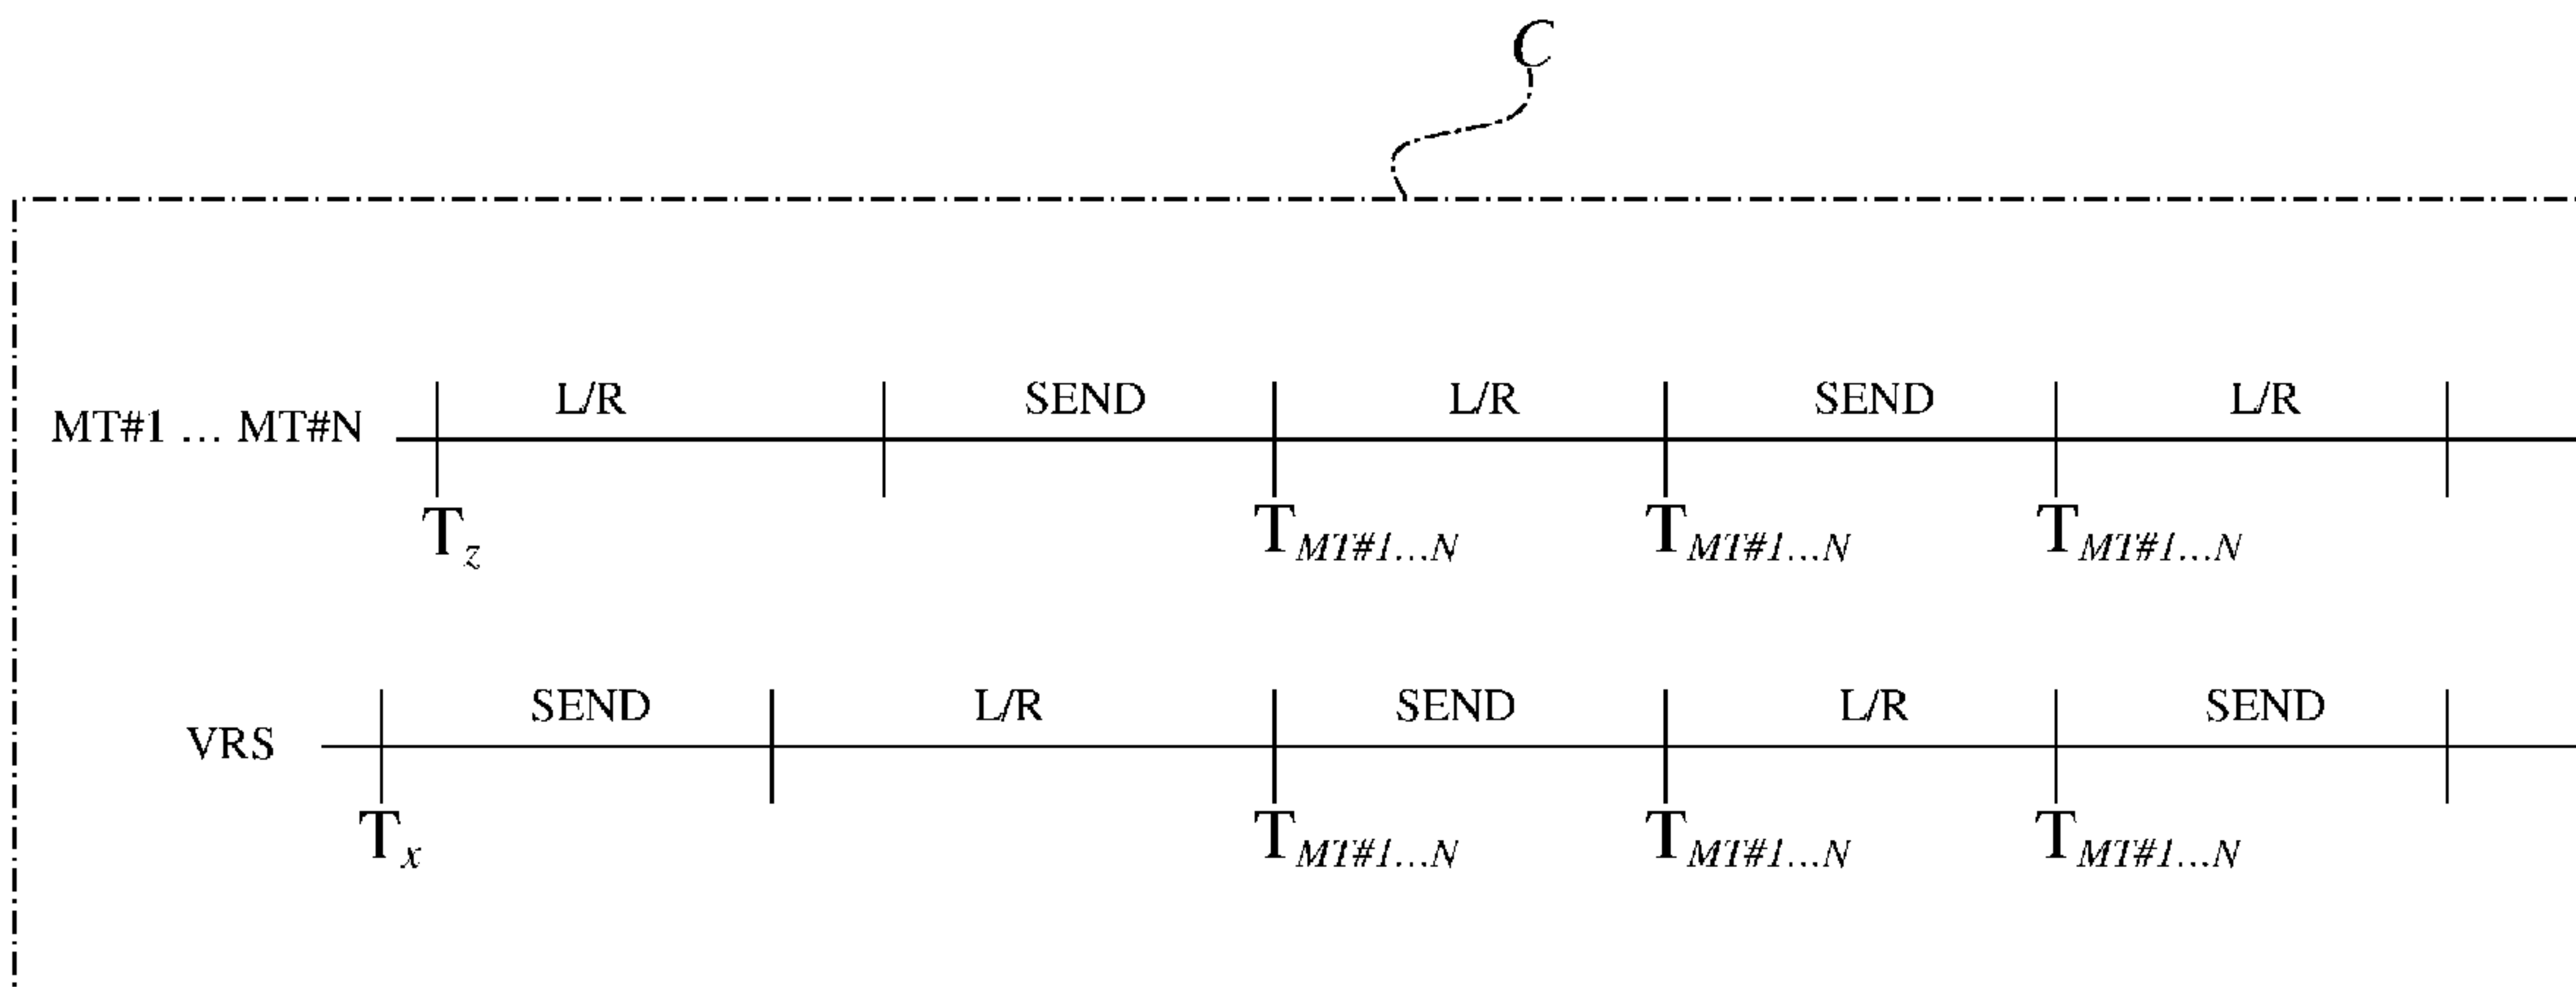 C
L/R SEND L/R SEND L/R
MT#1 ... MT#N
Tz TMT#1...N TMT#1...N TMT#1...N
SEND L/R SEND L/R SEND
VRS
Tx TMT#1...N TMT#1...N TMT#1...N